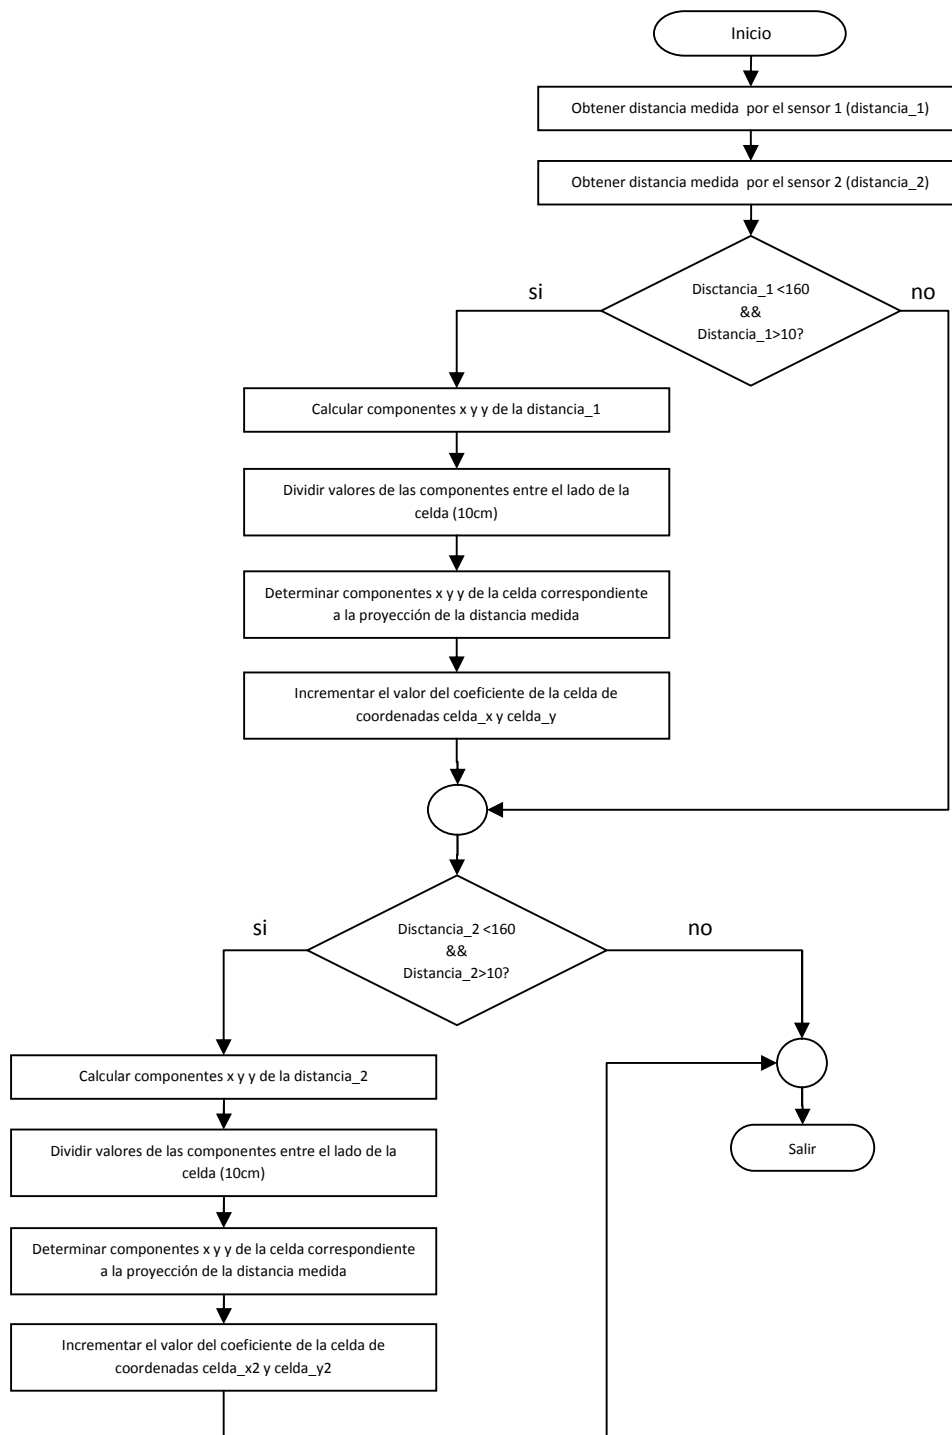 Inicio
Obtener distancia medida por el sensor 1 (distancia_1)
Obtener distancia medida por el sensor 2 (distancia_2)
Disctancia_1 <160
&&
Distancia_1>10?
si
no
Calcular componentes x y y de la distancia_1
Dividir valores de las componentes entre el lado de la
celda (10cm)
Determinar componentes x y y de la celda correspondiente
a la proyección de la distancia medida
Incrementar el valor del coeficiente de la celda de
coordenadas celda_x y celda_y
Disctancia_2 <160
&&
Distancia_2>10?
si
no
Calcular componentes x y y de la distancia_2
Dividir valores de las componentes entre el lado de la
celda (10cm)
Determinar componentes x y y de la celda correspondiente
a la proyección de la distancia medida
Incrementar el valor del coeficiente de la celda de
coordenadas celda_x2 y celda_y2
Salir